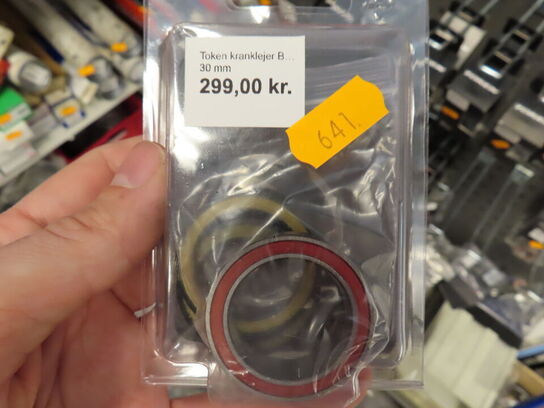 Token kranklejer B...
30 mm
299,00 kr.
641.